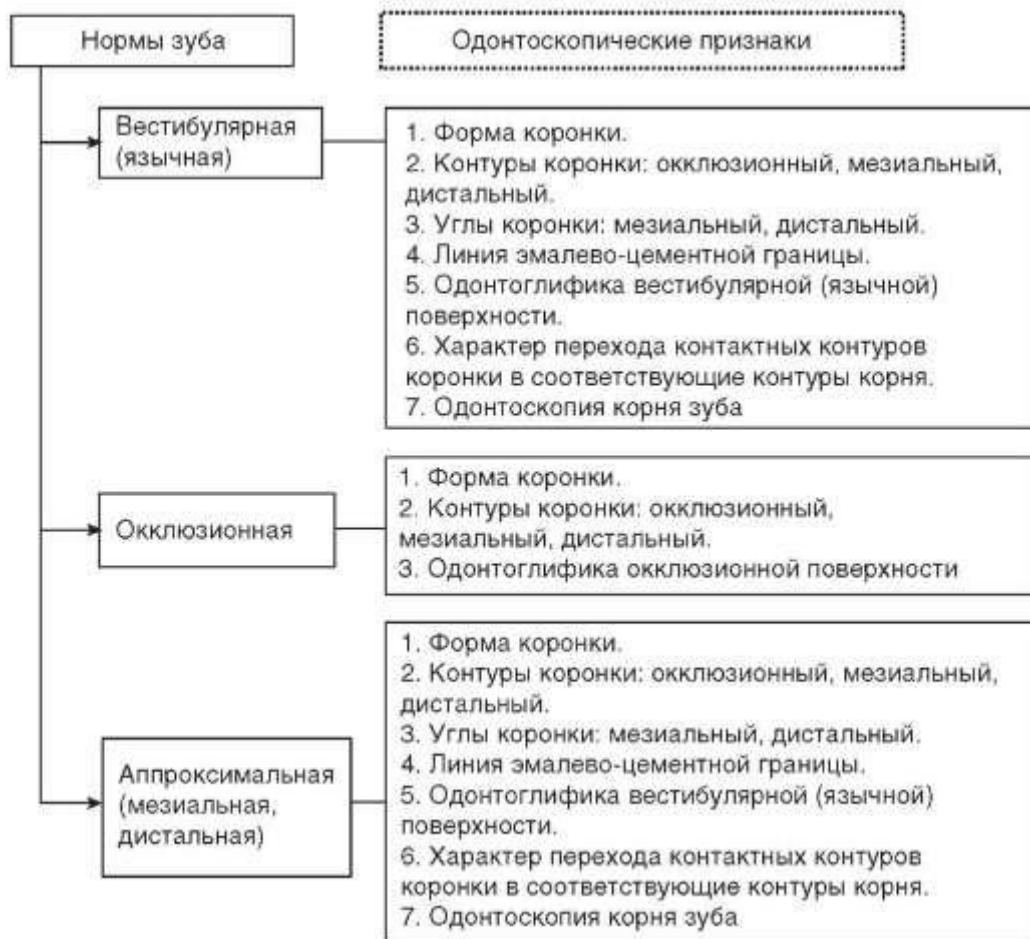 Нормы зуба
Одонтоскопические признаки
Вестибулярная
(язычная)
1. Форма коронки.
2. Контуры коронки: окклюзионный, мезиальный,
дистальный.
3. Углы коронки: мезиальный, дистальный.
4. Линия эмалево-цементной границы.
5. Одонтоглифика вестибулярной (язычной)
поверхности.
6. Характер перехода контактных контуров
коронки в соответствующие контуры корня.
7. Одонтоскопия корня зуба
Окклюзионная
1. Форма коронки.
2. Контуры коронки: окклюзионный,
мезиальный, дистальный.
3. Одонтоглифика окклюзионной поверхности
Аппроксимальная
(мезиальная,
дистальная)
1. Форма коронки.
2. Контуры коронки: окклюзионный, мезиальный,
дистальный.
3. Углы коронки: мезиальный, дистальный.
4. Линия эмалево-цементной границы.
5. Одонтоглифика вестибулярной (язычной)
поверхности.
6. Характер перехода контактных контуров
коронки в соответствующие контуры корня.
7. Одонтоскопия корня зуба